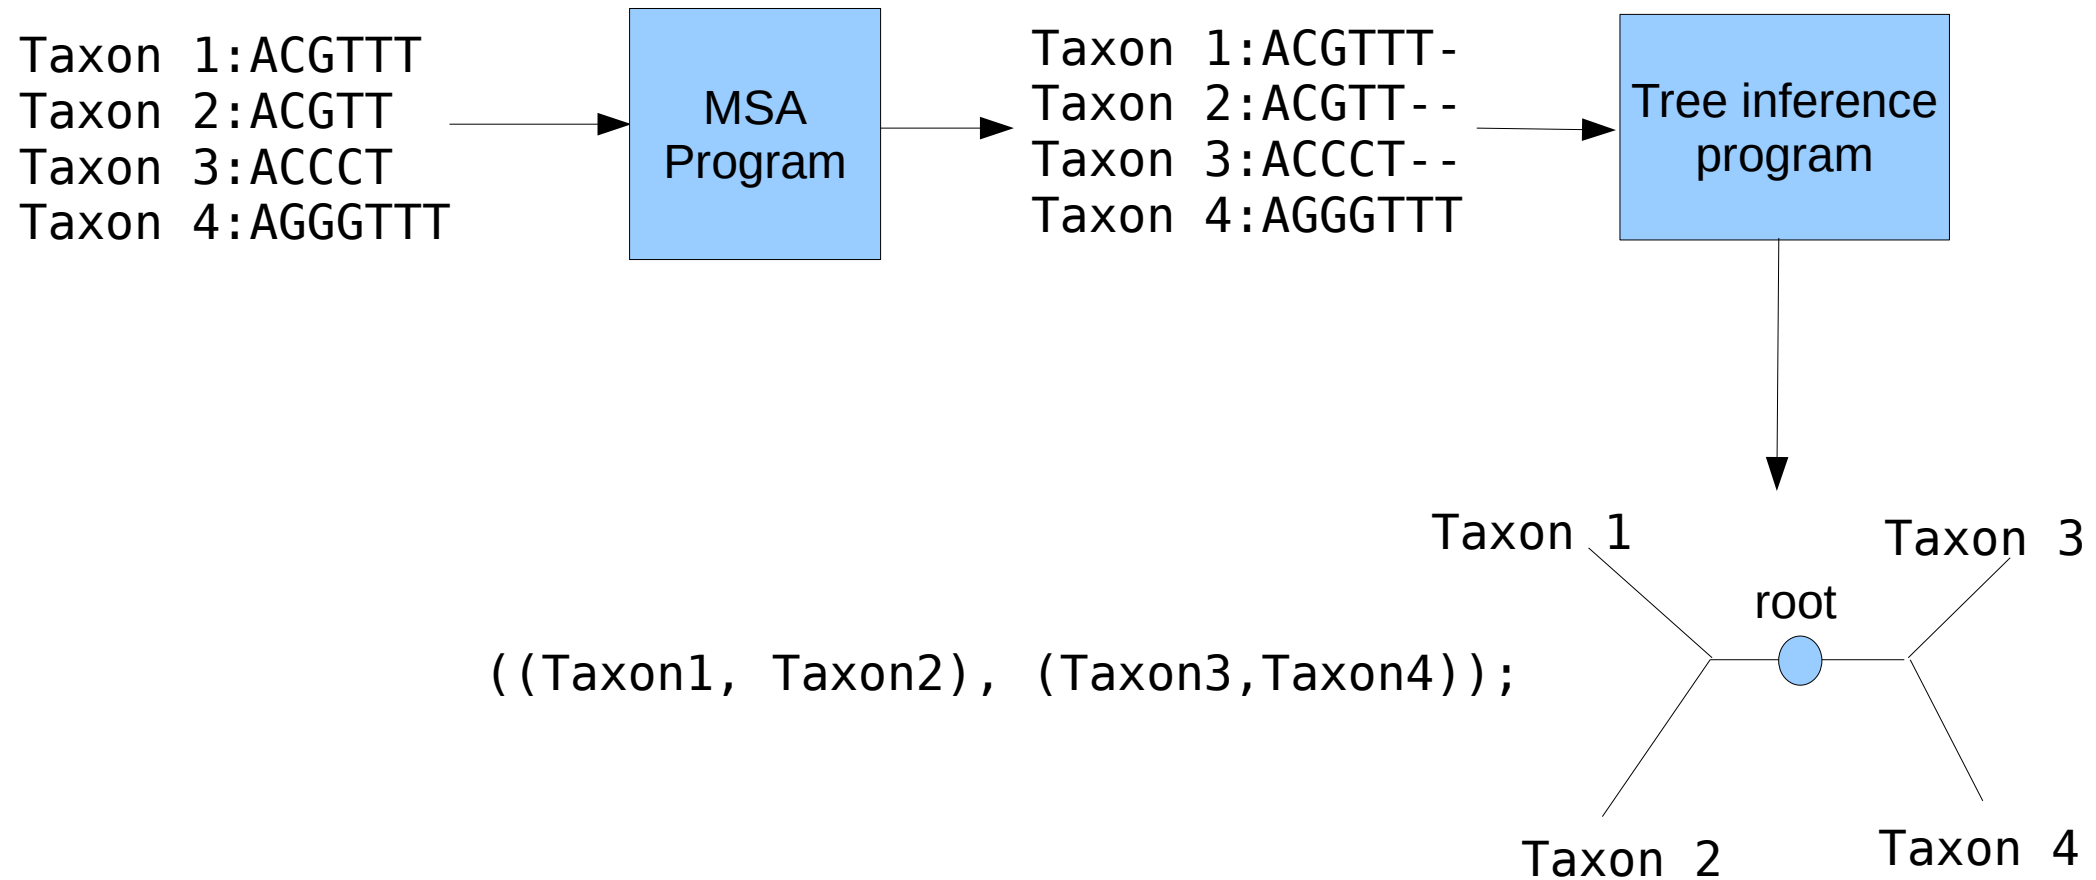 Taxon 1:ACGTTT
Taxon 2:ACGTT
Taxon 3:ACCCT
Taxon 4:AGGGTTT
MSA
Program
Taxon 1:ACGTTT-
Taxon 2:ACGTT--
Taxon 3:ACCCT--
Taxon 4:AGGGTTT
Tree inference
program
Taxon 1
Taxon 3
root
((Taxon1, Taxon2), (Taxon3,Taxon4));
Taxon 2
Taxon 4